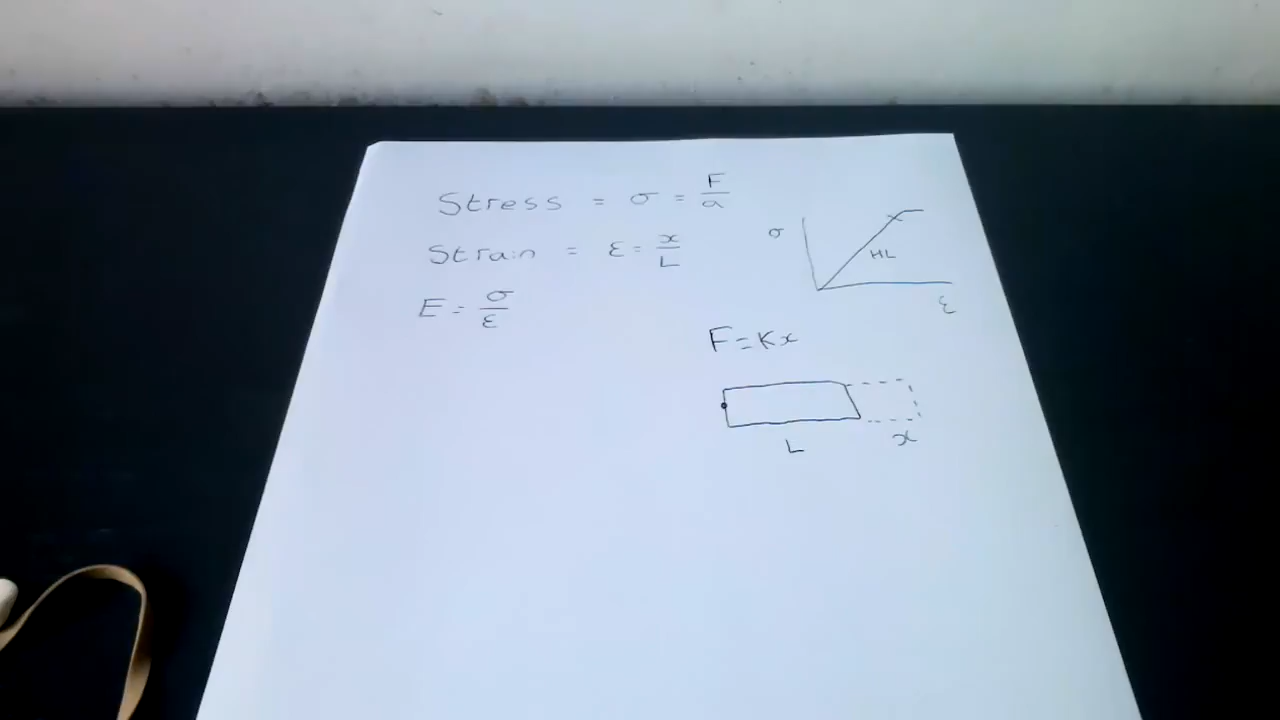 Stress = σ = F/a
Strain = ε = x/L
E = σ/ε
σ
HL
ε
F = Kx
L
x